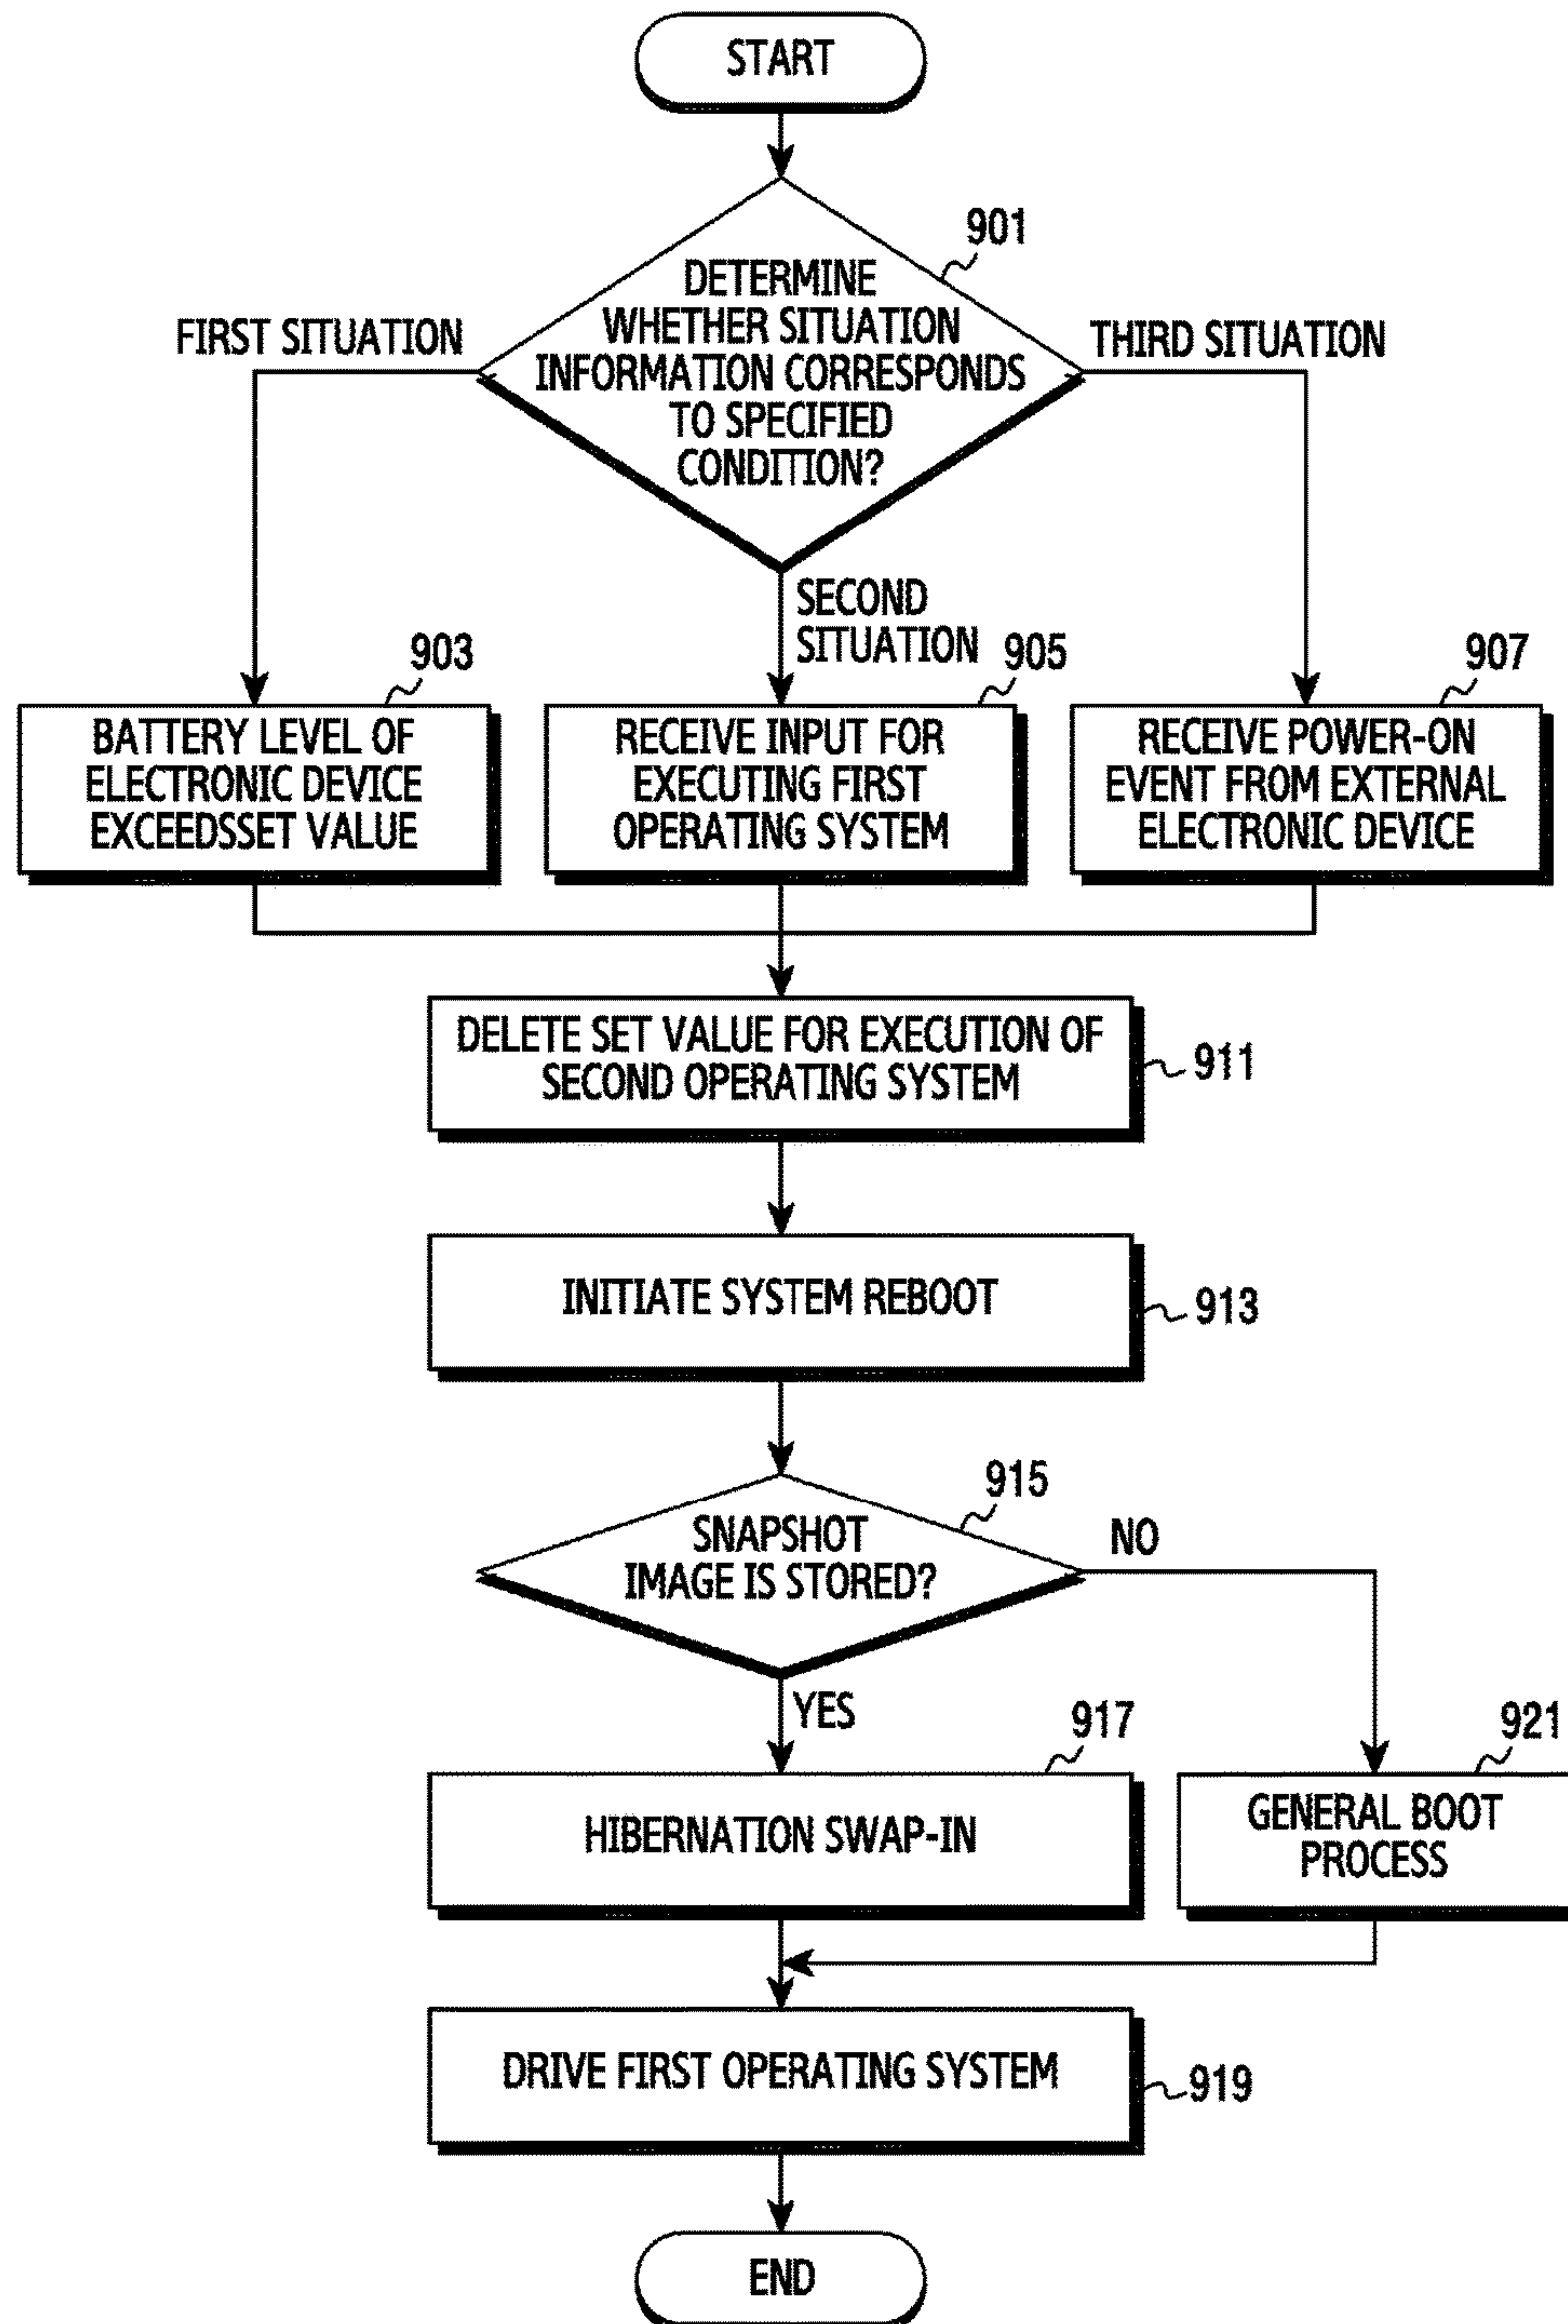 START
901
DETERMINE
WHETHER SITUATION
INFORMATION CORRESPONDS
TO SPECIFIED
CONDITION?
FIRST SITUATION
THIRD SITUATION
SECOND
SITUATION
903
BATTERY LEVEL OF
ELECTRONIC DEVICE
EXCEEDSSET VALUE
905
RECEIVE INPUT FOR
EXECUTING FIRST
OPERATING SYSTEM
907
RECEIVE POWER-ON
EVENT FROM EXTERNAL
ELECTRONIC DEVICE
DELETE SET VALUE FOR EXECUTION OF
SECOND OPERATING SYSTEM
911
INITIATE SYSTEM REBOOT
913
915
SNAPSHOT
IMAGE IS STORED?
NO
YES
917
HIBERNATION SWAP-IN
921
GENERAL BOOT
PROCESS
DRIVE FIRST OPERATING SYSTEM
919
END